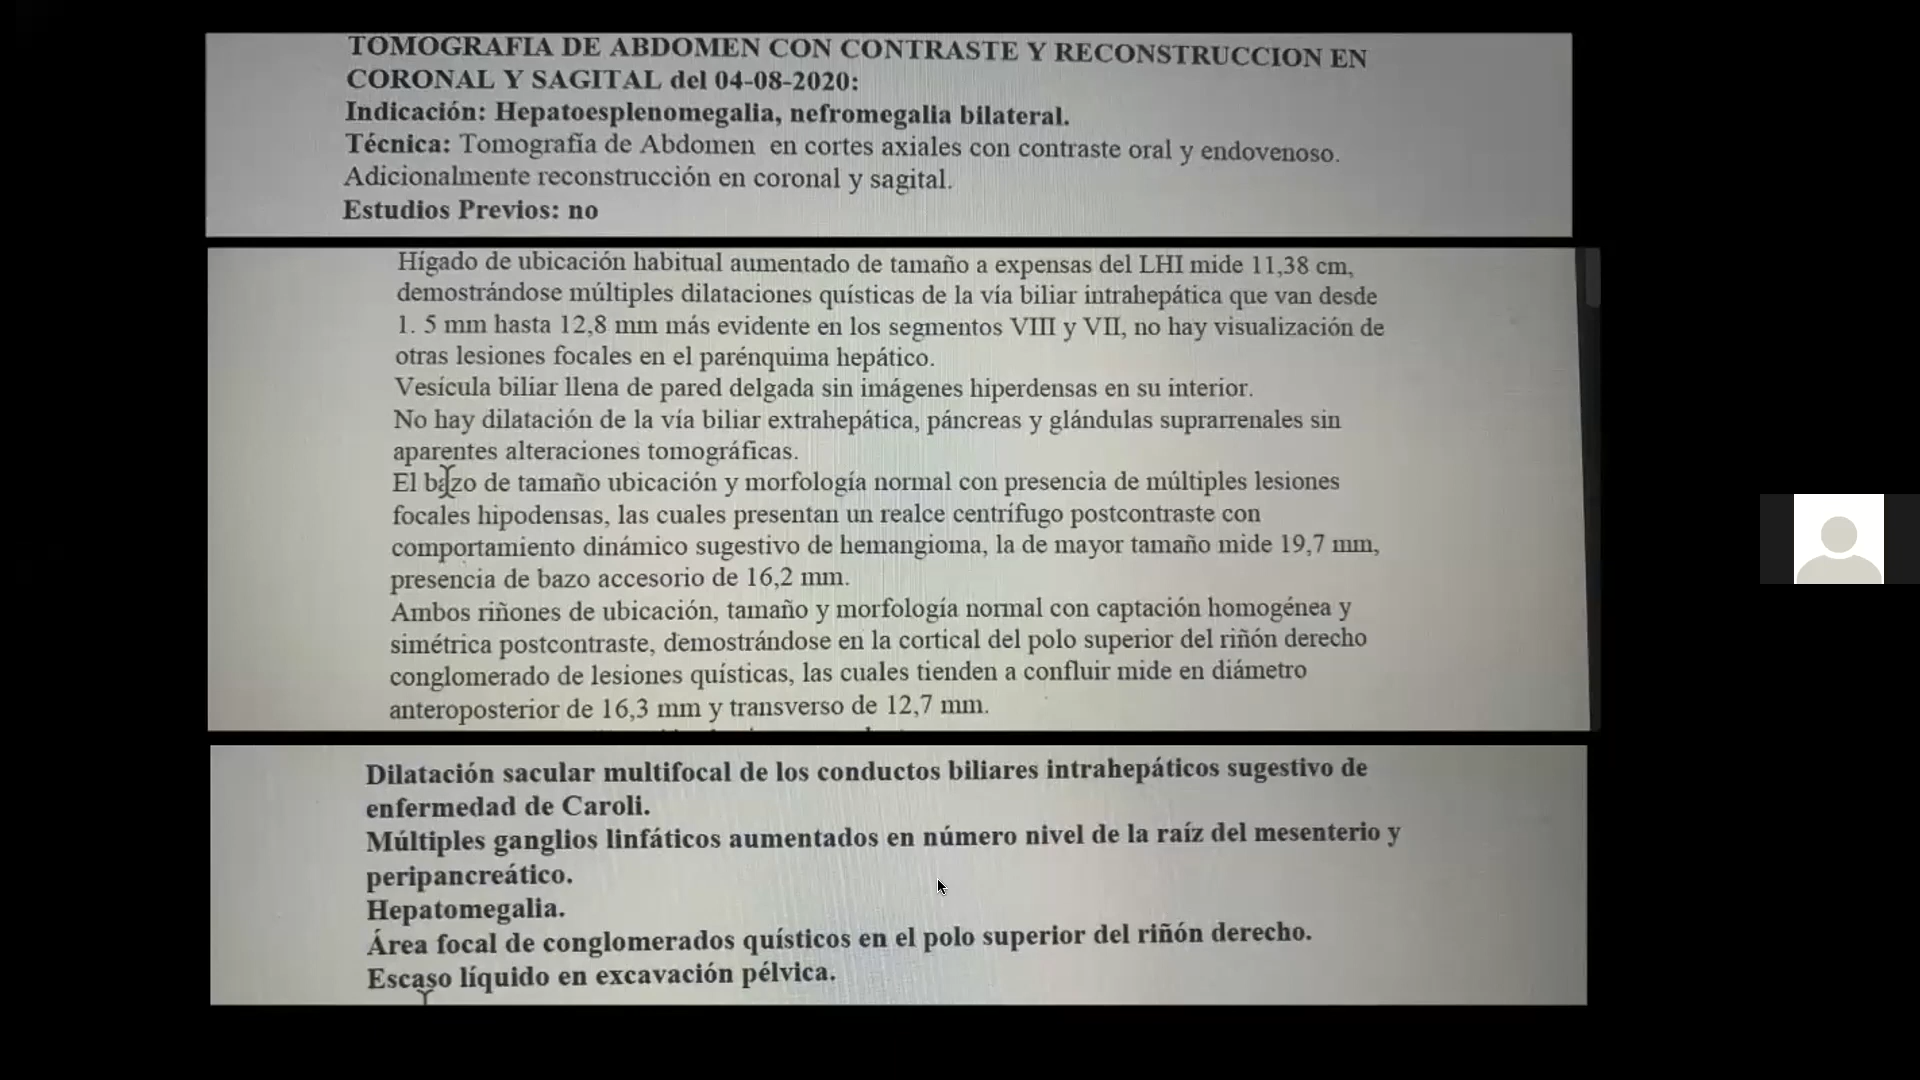 TOMOGRAFIA DE ABDOMEN CON CONTRASTE Y RECONSTRUCCION EN
CORONAL Y SAGITAL del 04-08-2020:
Indicación: Hepatoesplenomegalia, nefromegalia bilateral.
Técnica: Tomografía de Abdomen en cortes axiales con contraste oral y endovenoso.
Adicionalmente reconstrucción en coronal y sagital.
Estudios Previos: no
Hígado de ubicación habitual aumentado de tamaño a expensas del LHI mide 11,38 cm,
demostrándose múltiples dilataciones quísticas de la vía biliar intrahepática que van desde
1. 5 mm hasta 12,8 mm más evidente en los segmentos VIII y VII, no hay visualización de
otras lesiones focales en el parénquima hepático.
Vesícula biliar llena de pared delgada sin imágenes hiperdensas en su interior.
No hay dilatación de la vía biliar extrahepática, páncreas y glándulas suprarrenales sin
aparentes alteraciones tomográficas.
El bazo de tamaño ubicación y morfología normal con presencia de múltiples lesiones
focales hipodensas, las cuales presentan un realce centrífugo postcontraste con
comportamiento dinámico sugestivo de hemangioma, la de mayor tamaño mide 19,7 mm,
presencia de bazo accesorio de 16,2 mm.
Ambos riñones de ubicación, tamaño y morfología normal con captación homogénea y
simétrica postcontraste, demostrándose en la cortical del polo superior del riñón derecho
conglomerado de lesiones quísticas, las cuales tienden a confluir mide en diámetro
anteroposterior de 16,3 mm y transverso de 12,7 mm.
Dilatación sacular multifocal de los conductos biliares intrahepáticos sugestivo de
enfermedad de Caroli.
Múltiples ganglios linfáticos aumentados en número nivel de la raíz del mesenterio y
peripancreático.
Hepatomegalia.
Área focal de conglomerados quísticos en el polo superior del riñón derecho.
Escaso líquido en excavación pélvica.